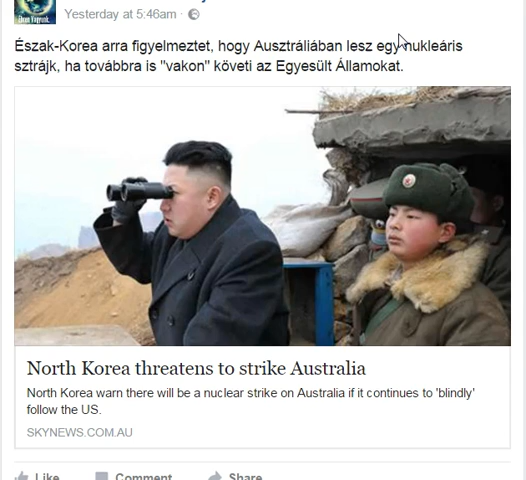 Yesterday at 5:46am ·
Észak-Korea arra figyelmeztet, hogy Ausztráliában lesz egy nukleáris
sztrájk, ha továbbra is "vakon" követi az Egyesült Államokat.
North Korea threatens to strike Australia
North Korea warn there will be a nuclear strike on Australia if it continues to 'blindly'
follow the US.
SKYNEWS.COM.AU
Like Comment Share